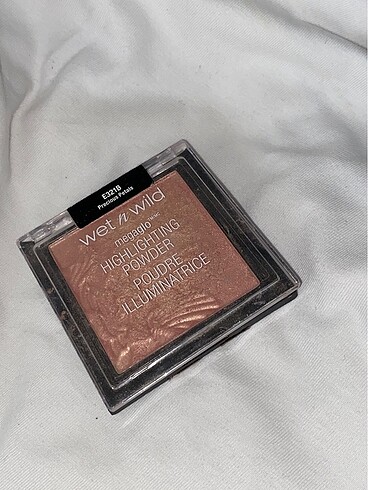 E321B
Precious Petals
wet n wild
megaglo
HIGHLIGHTING
POWDER
POUDRE
ILLUMINATRICE